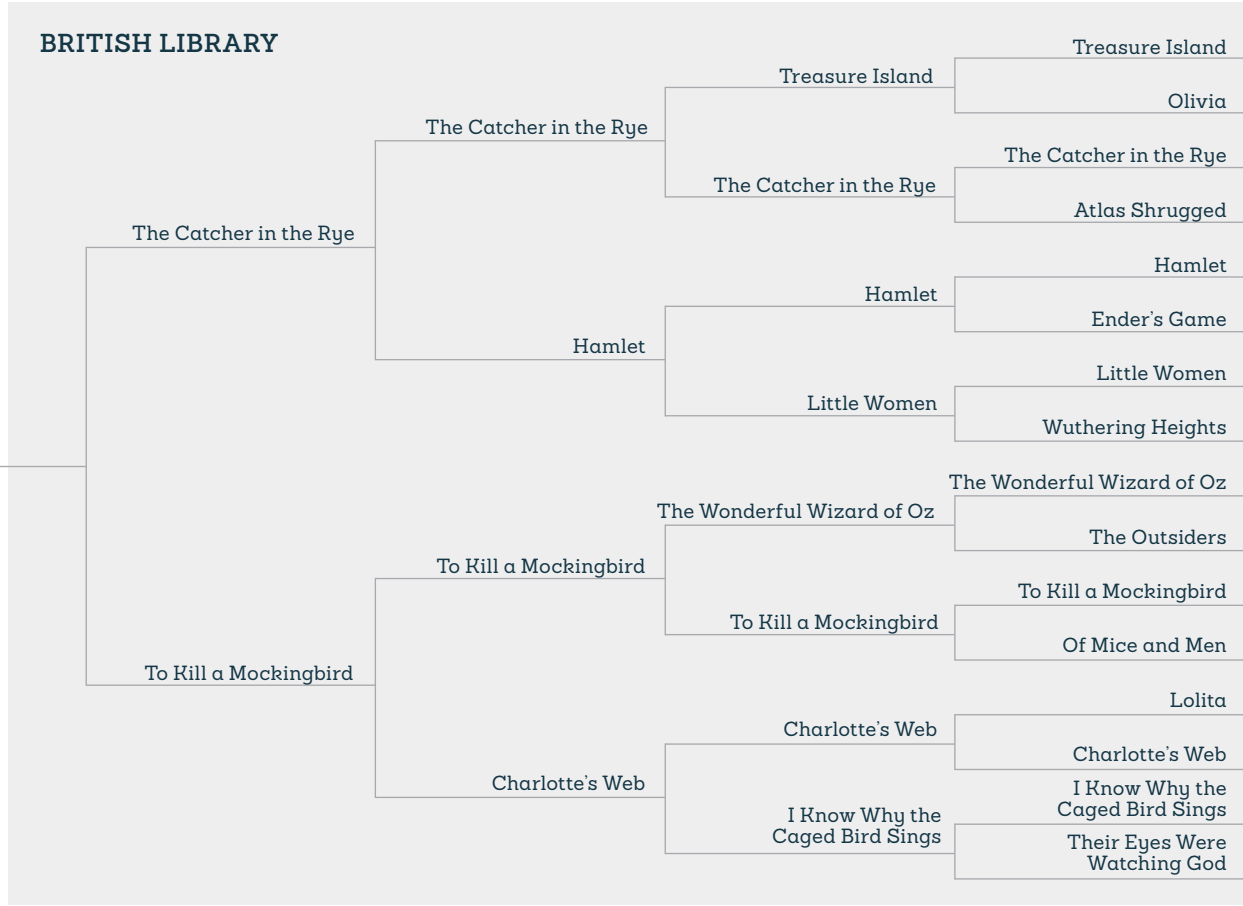 BRITISH LIBRARY
Treasure Island
Treasure Island
Olivia
The Catcher in the Rye
The Catcher in the Rye
The Catcher in the Rye
Atlas Shrugged
The Catcher in the Rye
Hamlet
Hamlet
Ender's Game
Hamlet
Little Women
Little Women
Wuthering Heights
The Wonderful Wizard of Oz
The Wonderful Wizard of Oz
The Outsiders
To Kill a Mockingbird
To Kill a Mockingbird
To Kill a Mockingbird
Of Mice and Men
To Kill a Mockingbird
Lolita
Charlotte's Web
Charlotte's Web
Charlotte's Web
I Know Why the
Caged Bird Sings
I Know Why the
Caged Bird Sings
Their Eyes Were
Watching God